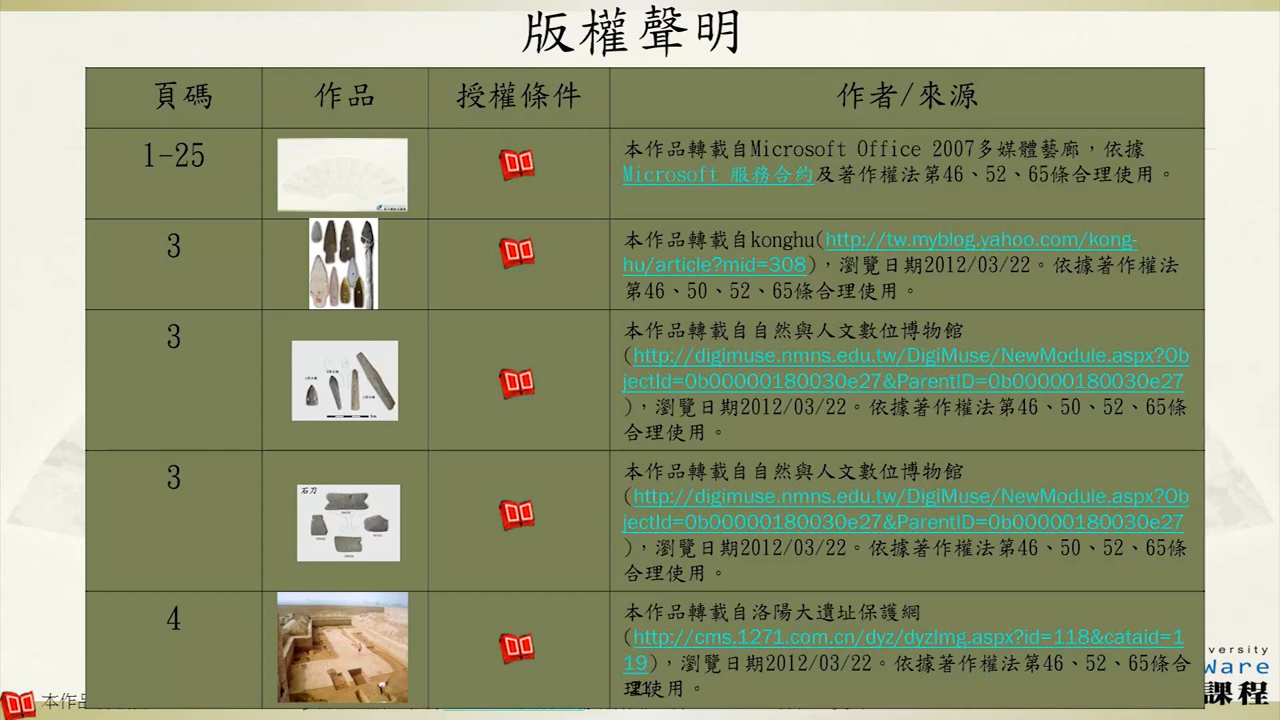 版權聲明
頁碼 作品 授權條件 作者/來源
1-25
本作品轉載自Microsoft Office 2007多媒體藝廊，依據
Microsoft 服務合約及著作權法第46、52、65條合理使用。
3
本作品轉載自konghu(http://tw.myblog.yahoo.com/kong-
hu/article?mid=308)，瀏覽日期2012/03/22。依據著作權法
第46、50、52、65條合理使用。
3
本作品轉載自自然與人文數位博物館
(http://digimuse.nmns.edu.tw/DigiMuse/NewModule.aspx?Ob
jectId=0b00000180030e27&ParentID=0b00000180030e27
)，瀏覽日期2012/03/22。依據著作權法第46、50、52、65條
合理使用。
3
石刀
本作品轉載自自然與人文數位博物館
(http://digimuse.nmns.edu.tw/DigiMuse/NewModule.aspx?Ob
jectId=0b00000180030e27&ParentID=0b00000180030e27
)，瀏覽日期2012/03/22。依據著作權法第46、50、52、65條
合理使用。
4
本作品轉載自洛陽大遺址保護網
(http://cms.1271.com.cn/dyz/dyzImg.aspx?id=118&cataid=1
19)，瀏覽日期2012/03/22。依據著作權法第46、52、65條合
理使用。
versity
Ware
課程
本作品